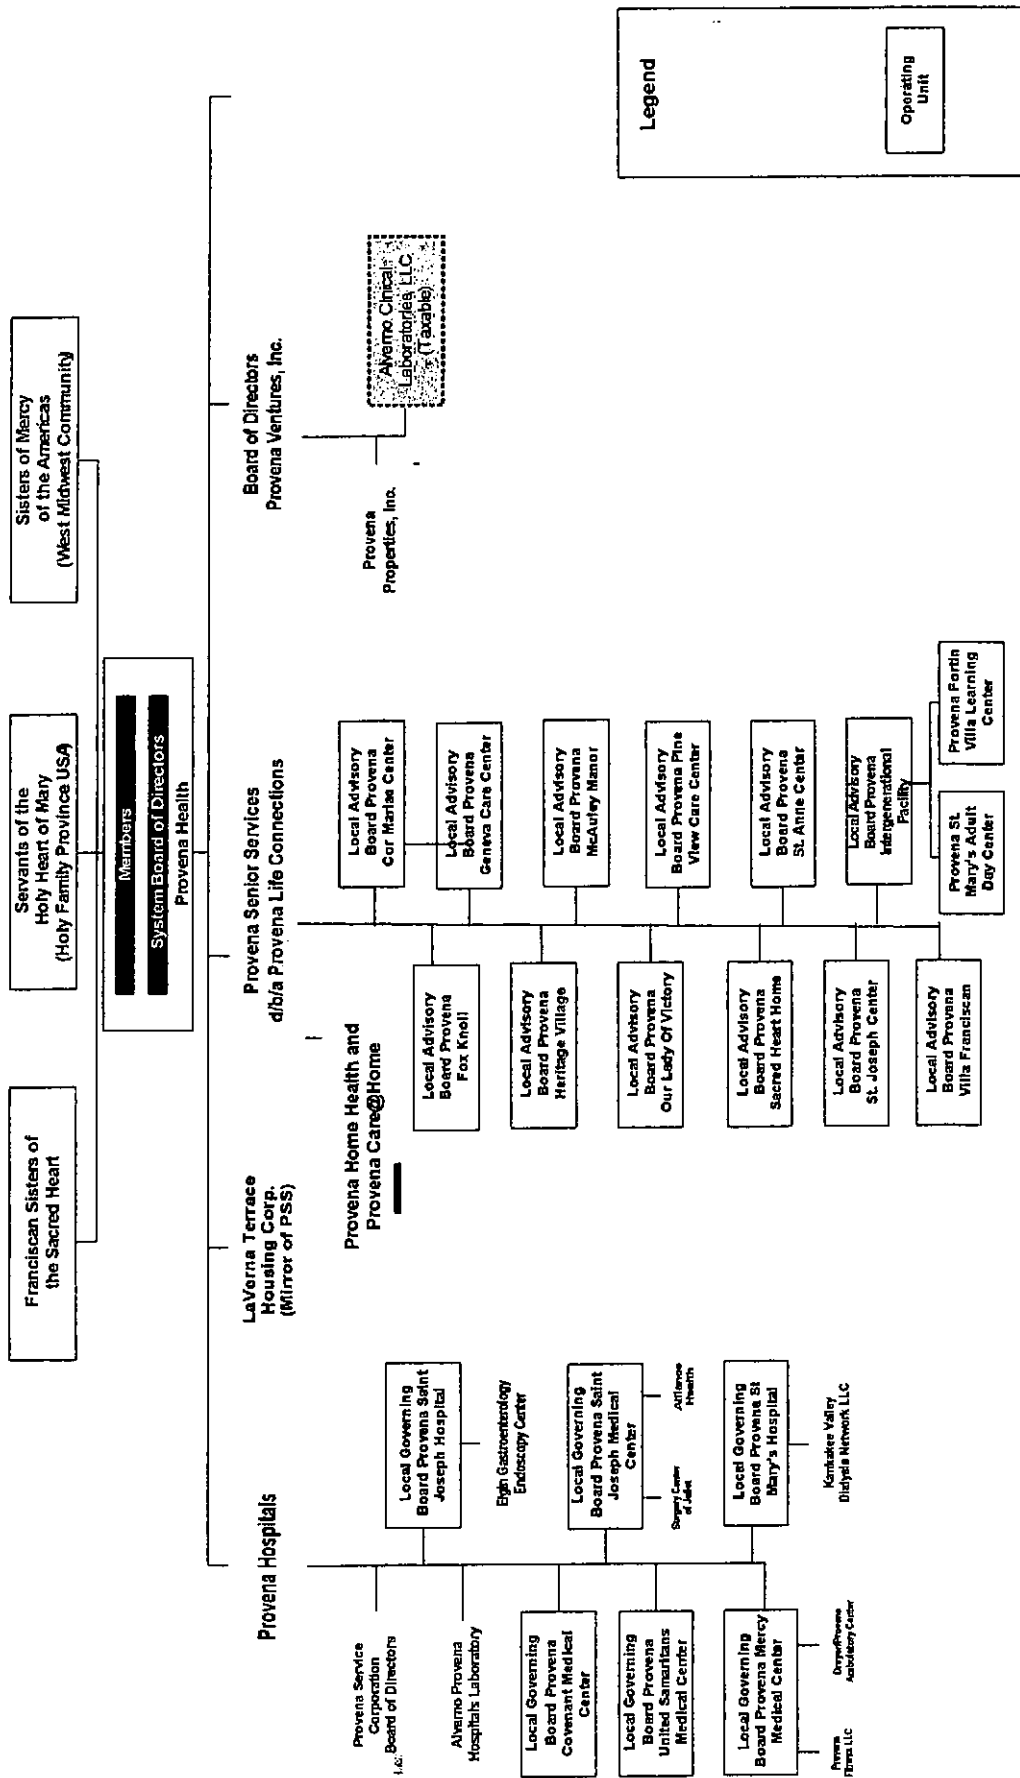 Franciscan Sisters of
the Sacred Heart
Servants of the
Holy Heart of Mary
(Holy Family Province USA)
Sisters of Mercy
of the Americas
(West Midwest Community)
Members
System Board of Directors
Provena Health
Provena Hospitals
LaVerna Terrace
Housing Corp.
(Mirror of PSS)
Provena Senior Services
d/b/a Provena Life Connections
Board of Directors
Provena Ventures, Inc.
Provena Service
Corporation
Board of Directors
Alverno Provena
Hospitals Laboratory
Local Governing
Board Provena
Covenant Medical
Center
Local Governing
Board Provena
United Samaritans
Medical Center
Local Governing
Board Provena Mercy
Medical Center
Provena
Fitness LLC
Dreyer/Provena
Ambulatory Center
Local Governing
Board Provena Saint
Joseph Hospital
Elgin Gastroenterology
Endoscopy Center
Local Governing
Board Provena Saint
Joseph Medical
Center
Surgery Center
of Joliet
Alliance
Health
Local Governing
Board Provena St
Mary's Hospital
Kankakee Valley
Dialysis Network LLC
Provena Home Health and
Provena Care@Home
Local Advisory
Board Provena
Fox Knoll
Local Advisory
Board Provena
Heritage Village
Local Advisory
Board Provena
Our Lady Of Victory
Local Advisory
Board Provena
Sacred Heart Home
Local Advisory
Board Provena
St. Joseph Center
Local Advisory
Board Provena
Villa Franciscan
Local Advisory
Board Provena
Cor Mariae Center
Local Advisory
Board Provena
Geneva Care Center
Local Advisory
Board Provena
McAuley Manor
Local Advisory
Board Provena Pine
View Care Center
Local Advisory
Board Provena
St. Anne Center
Local Advisory
Board Provena
Intergenerational
Facility
Provena St.
Mary's Adult
Day Center
Provena Fortin
Villa Learning
Center
Provena
Properties, Inc.
Alverno Clinical
Laboratories, LLC
(Taxable)
Legend
Operating
Unit